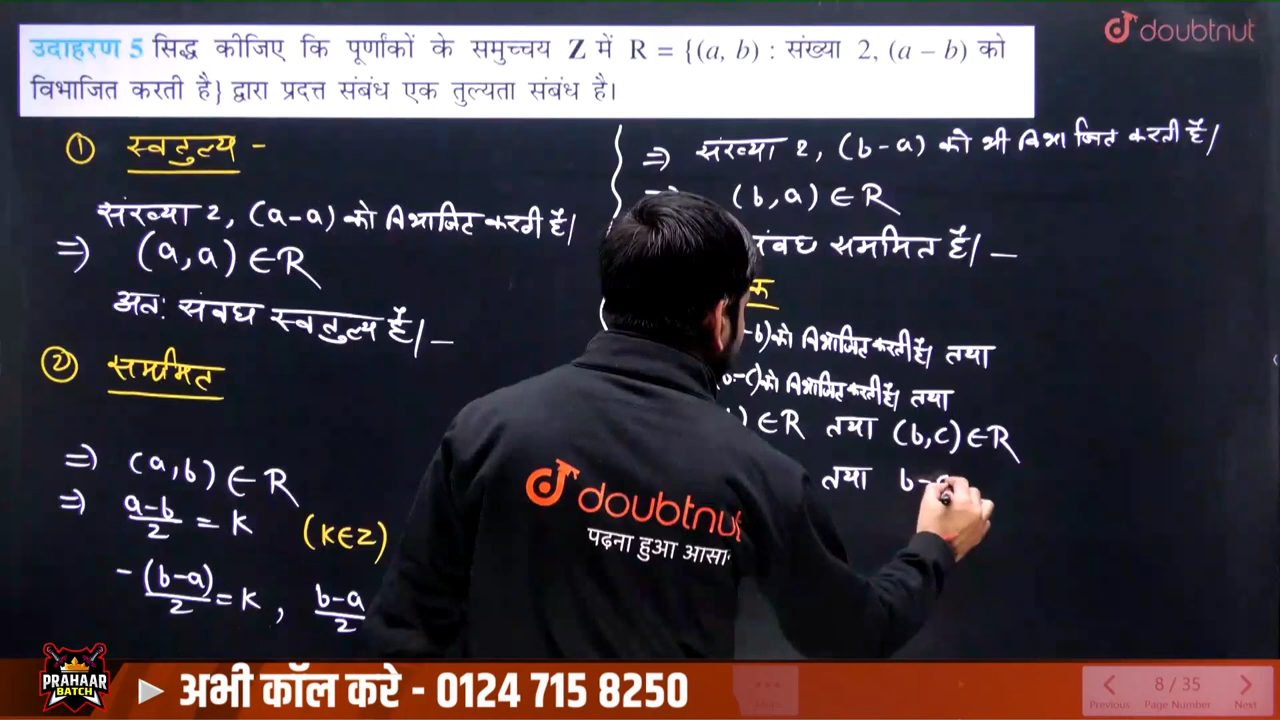 उदाहरण 5 सिद्ध कीजिए कि पूर्णांकों के समुच्चय Z में R = {(a, b) : संख्या 2, (a – b) को
विभाजित करती है} द्वारा प्रदत्त संबंध एक तुल्यता संबंध है।
doubtnut
① स्वतुल्य -
संख्या 2, (a-a) को विभाजित करती है।
⇒ (a,a) ∈ R
अतः संबध स्वतुल्य है। —
② सममित
⇒ (a,b) ∈ R
⇒ a-b/2 = K (K∈Z)
-(b-a)/2 = K , b-a/2
⇒ संख्या 2, (b-a) को भी विभाजित करती है।
(b,a) ∈ R
संबध सममित है। —
क
-b) को विभाजित करती है। तथा
-c) को विभाजित करती है। तथा
) ∈ R तथा (b,c) ∈ R
तथा b-
doubtnut
पढ़ना हुआ आसा
PRAHAAR
BATCH
अभी कॉल करे - 0124 715 8250
8 / 35
Previous Page Number Next